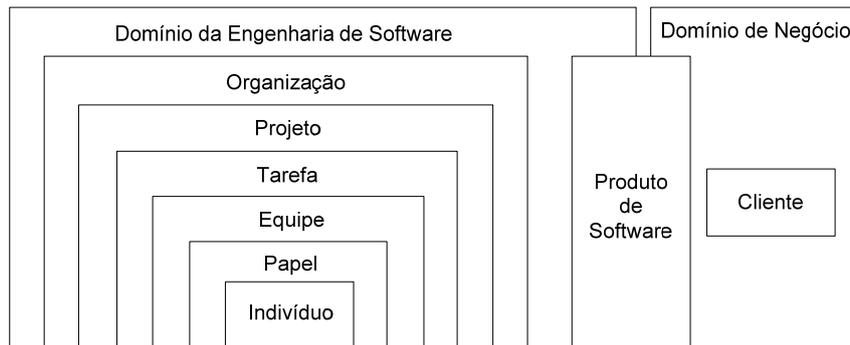 Domínio da Engenharia de Software
Domínio de Negócio
Organização
Projeto
Tarefa
Equipe
Papel
Indivíduo
Produto
de
Software
Cliente